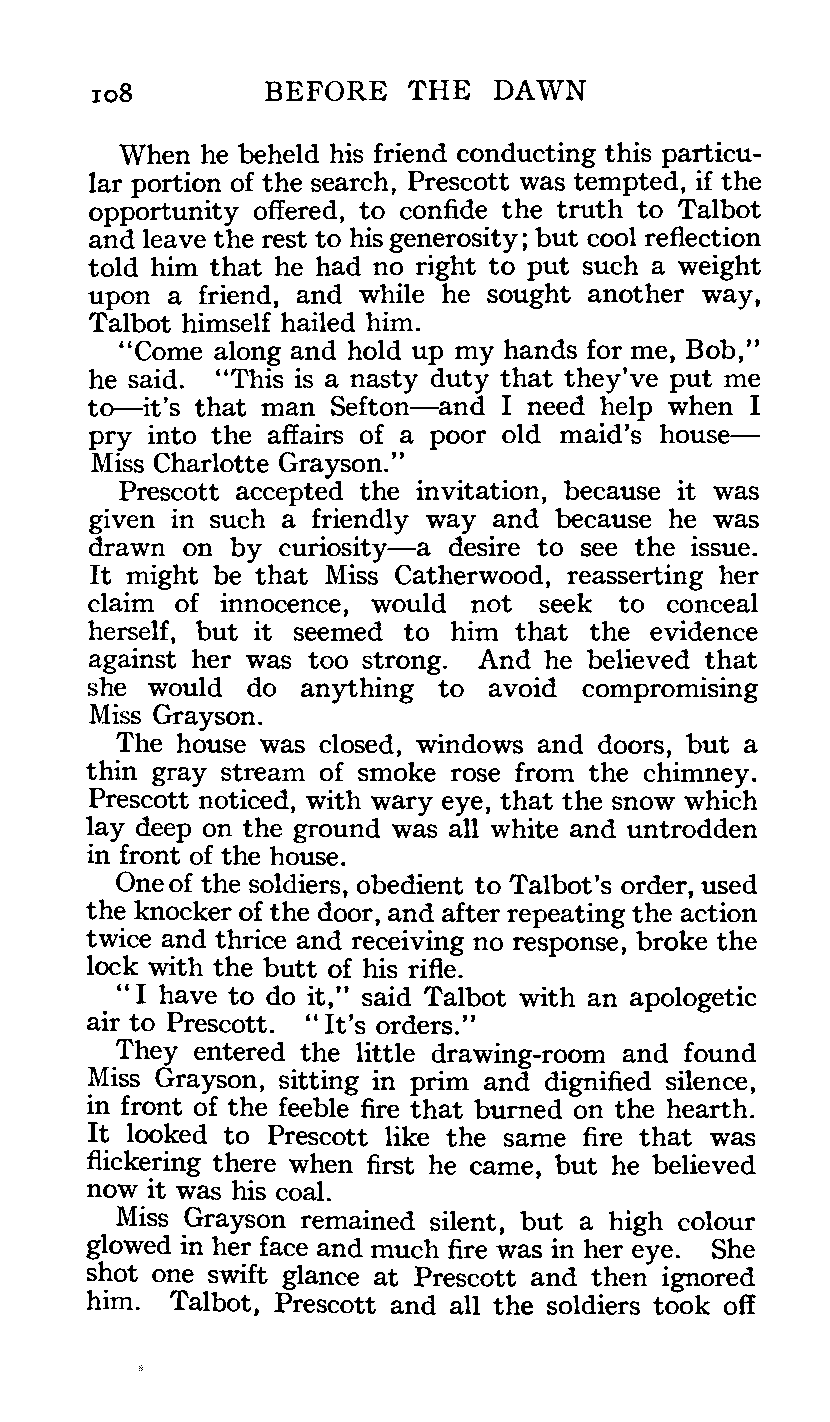 108 BEFORE THE DAWN
When he beheld his friend conducting this particu-
lar portion of the search, Prescott was tempted, if the
opportunity offered, to confide the truth to Talbot
and leave the rest to his generosity; but cool reflection
told him that he had no right to put such a weight
upon a friend, and while he sought another way,
Talbot himself hailed him.
"Come along and hold up my hands for me, Bob,"
he said. "This is a nasty duty that they've put me
to—it's that man Sefton—and I need help when I
pry into the affairs of a poor old maid's house—
Miss Charlotte Grayson."
Prescott accepted the invitation, because it was
given in such a friendly way and because he was
drawn on by curiosity—a desire to see the issue.
It might be that Miss Catherwood, reasserting her
claim of innocence, would not seek to conceal
herself, but it seemed to him that the evidence
against her was too strong. And he believed that
she would do anything to avoid compromising
Miss Grayson.
The house was closed, windows and doors, but a
thin gray stream of smoke rose from the chimney.
Prescott noticed, with wary eye, that the snow which
lay deep on the ground was all white and untrodden
in front of the house.
One of the soldiers, obedient to Talbot's order, used
the knocker of the door, and after repeating the action
twice and thrice and receiving no response, broke the
lock with the butt of his rifle.
"I have to do it," said Talbot with an apologetic
air to Prescott. "It's orders."
They entered the little drawing-room and found
Miss Grayson, sitting in prim and dignified silence,
in front of the feeble fire that burned on the hearth.
It looked to Prescott like the same fire that was
flickering there when first he came, but he believed
now it was his coal.
Miss Grayson remained silent, but a high colour
glowed in her face and much fire was in her eye. She
shot one swift glance at Prescott and then ignored
him. Talbot, Prescott and all the soldiers took off